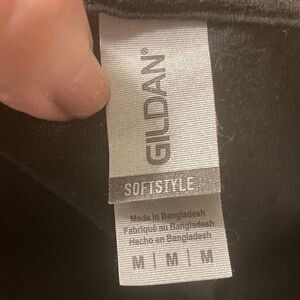 GILDAN®
SOFTSTYLE
Made in Bangladesh
Fabriqué au Bangladesh
Hecho en Bangladesh
M | M | M